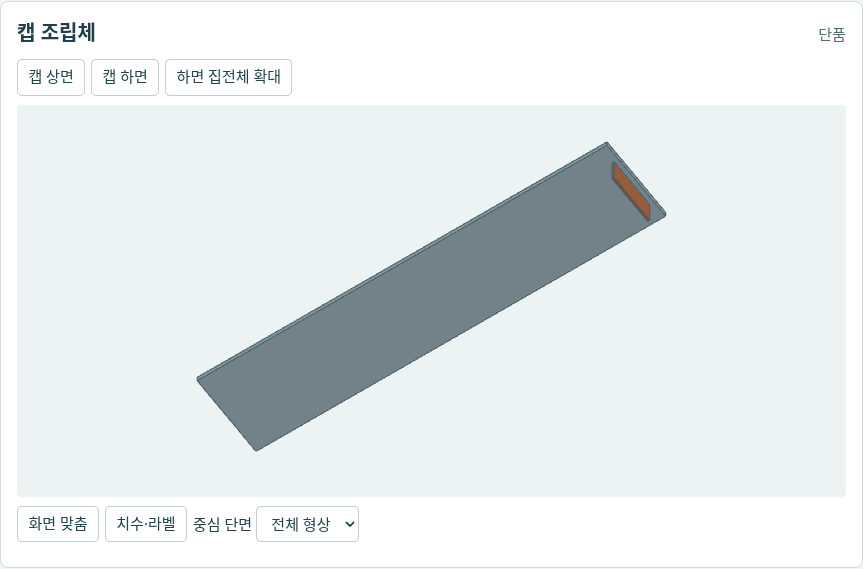 캡 조립체
단품
캡 상면 캡 하면 하면 집전체 확대
화면 맞춤 치수·라벨 중심 단면 전체 형상